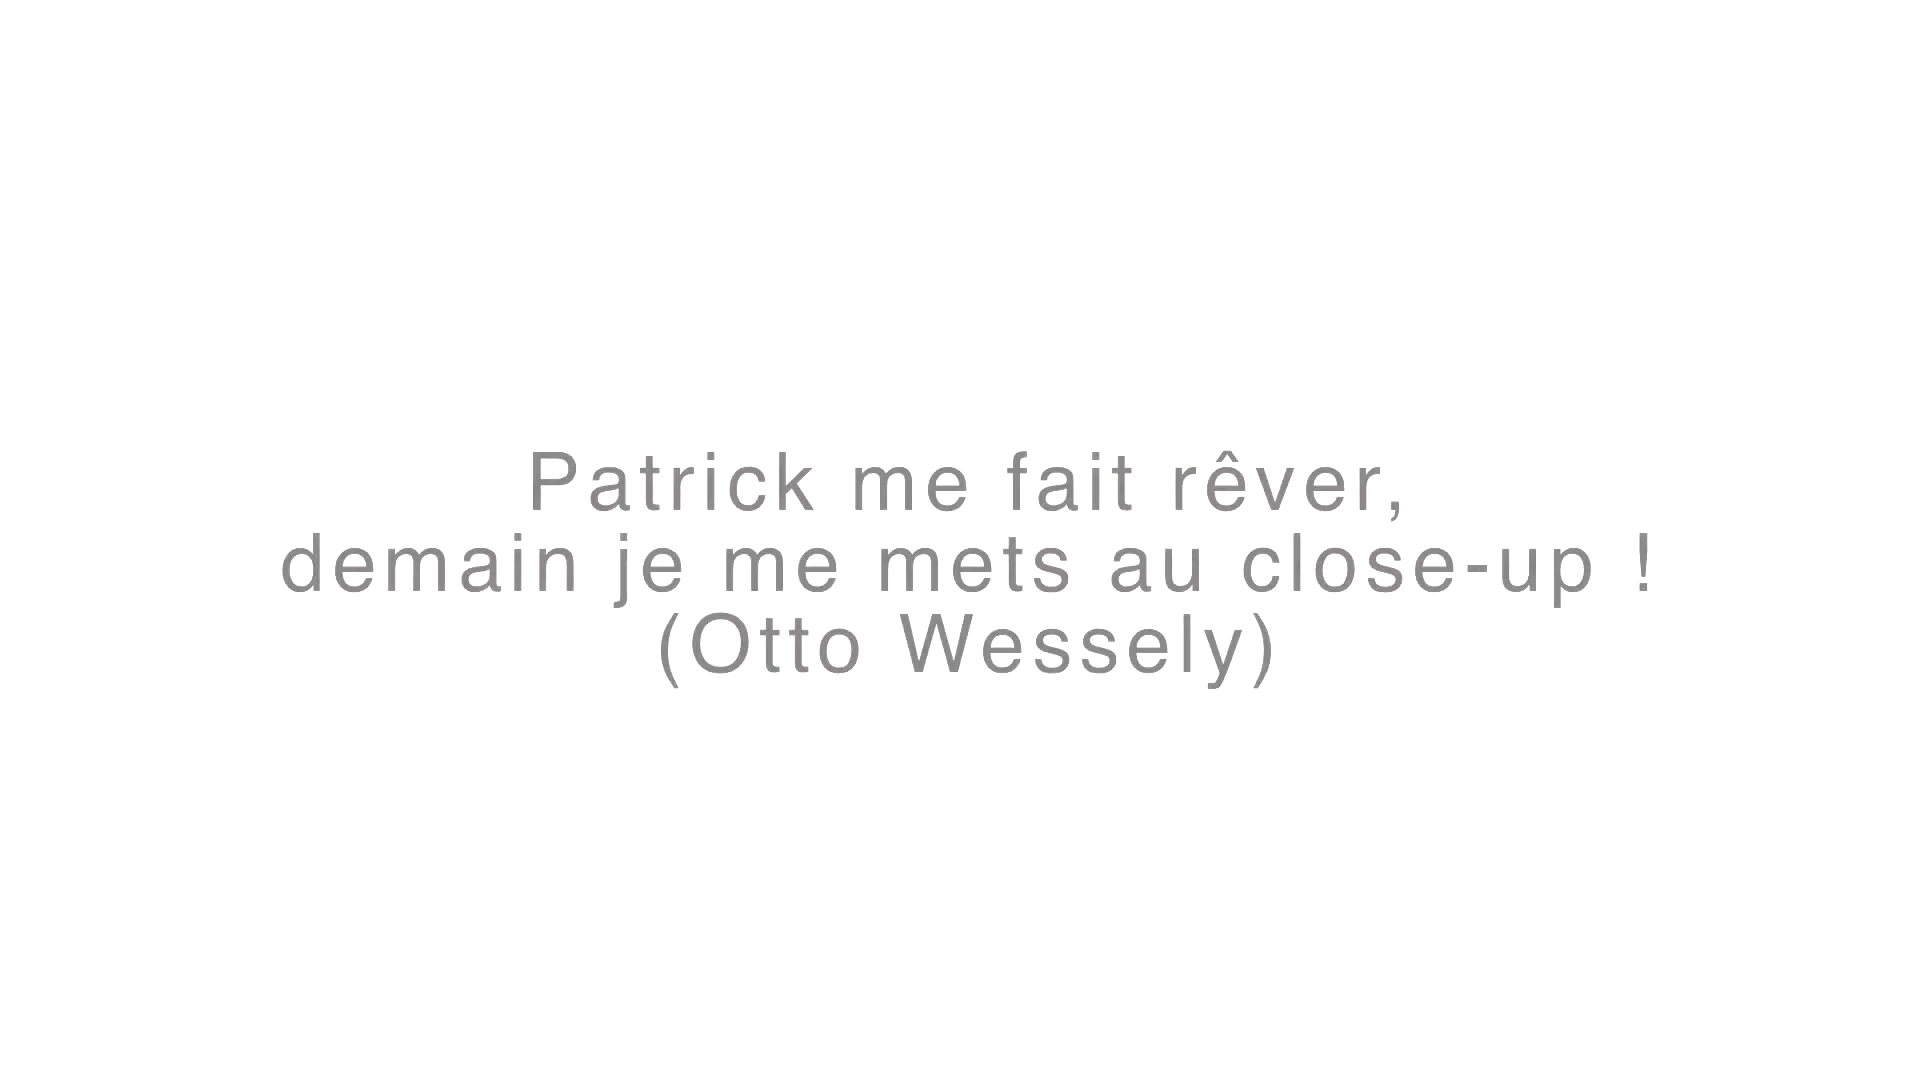 Patrick me fait rêver,
demain je me mets au close-up !
(Otto Wessely)